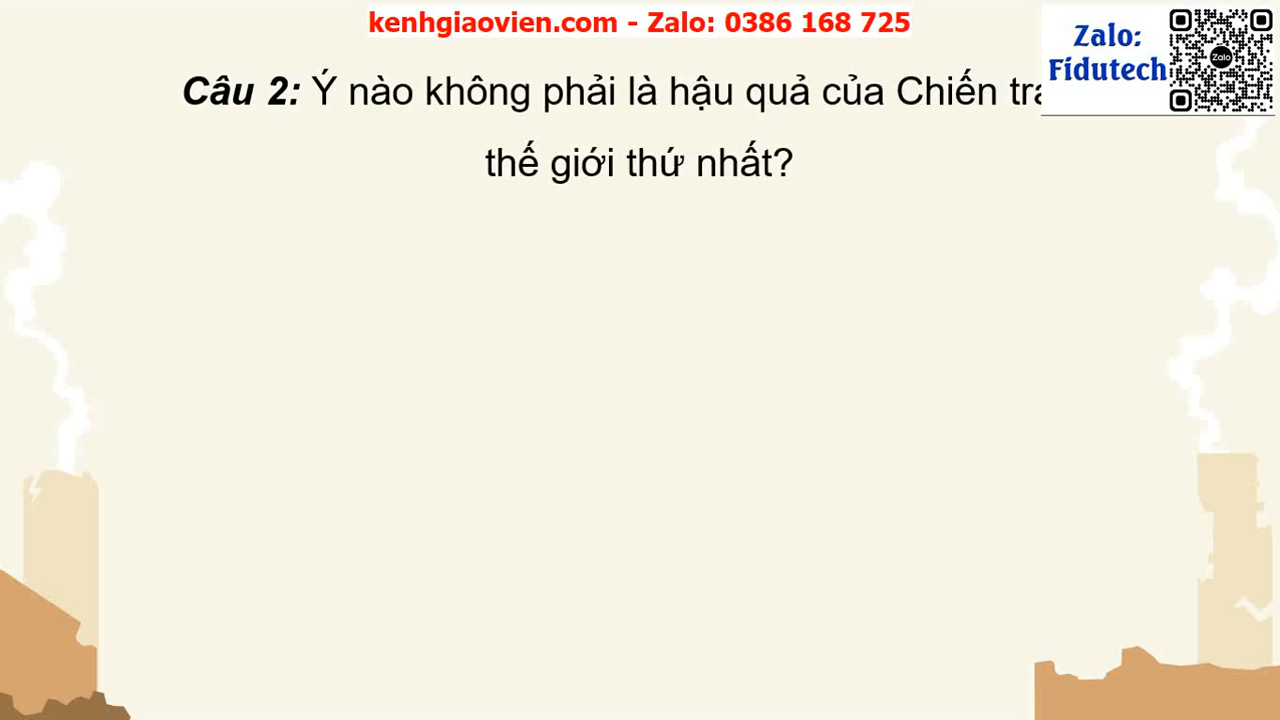 kenhgiaovien.com - Zalo: 0386 168 725
Zalo:
Fidutech
Zalo
Câu 2: Ý nào không phải là hậu quả của Chiến
thế giới thứ nhất?